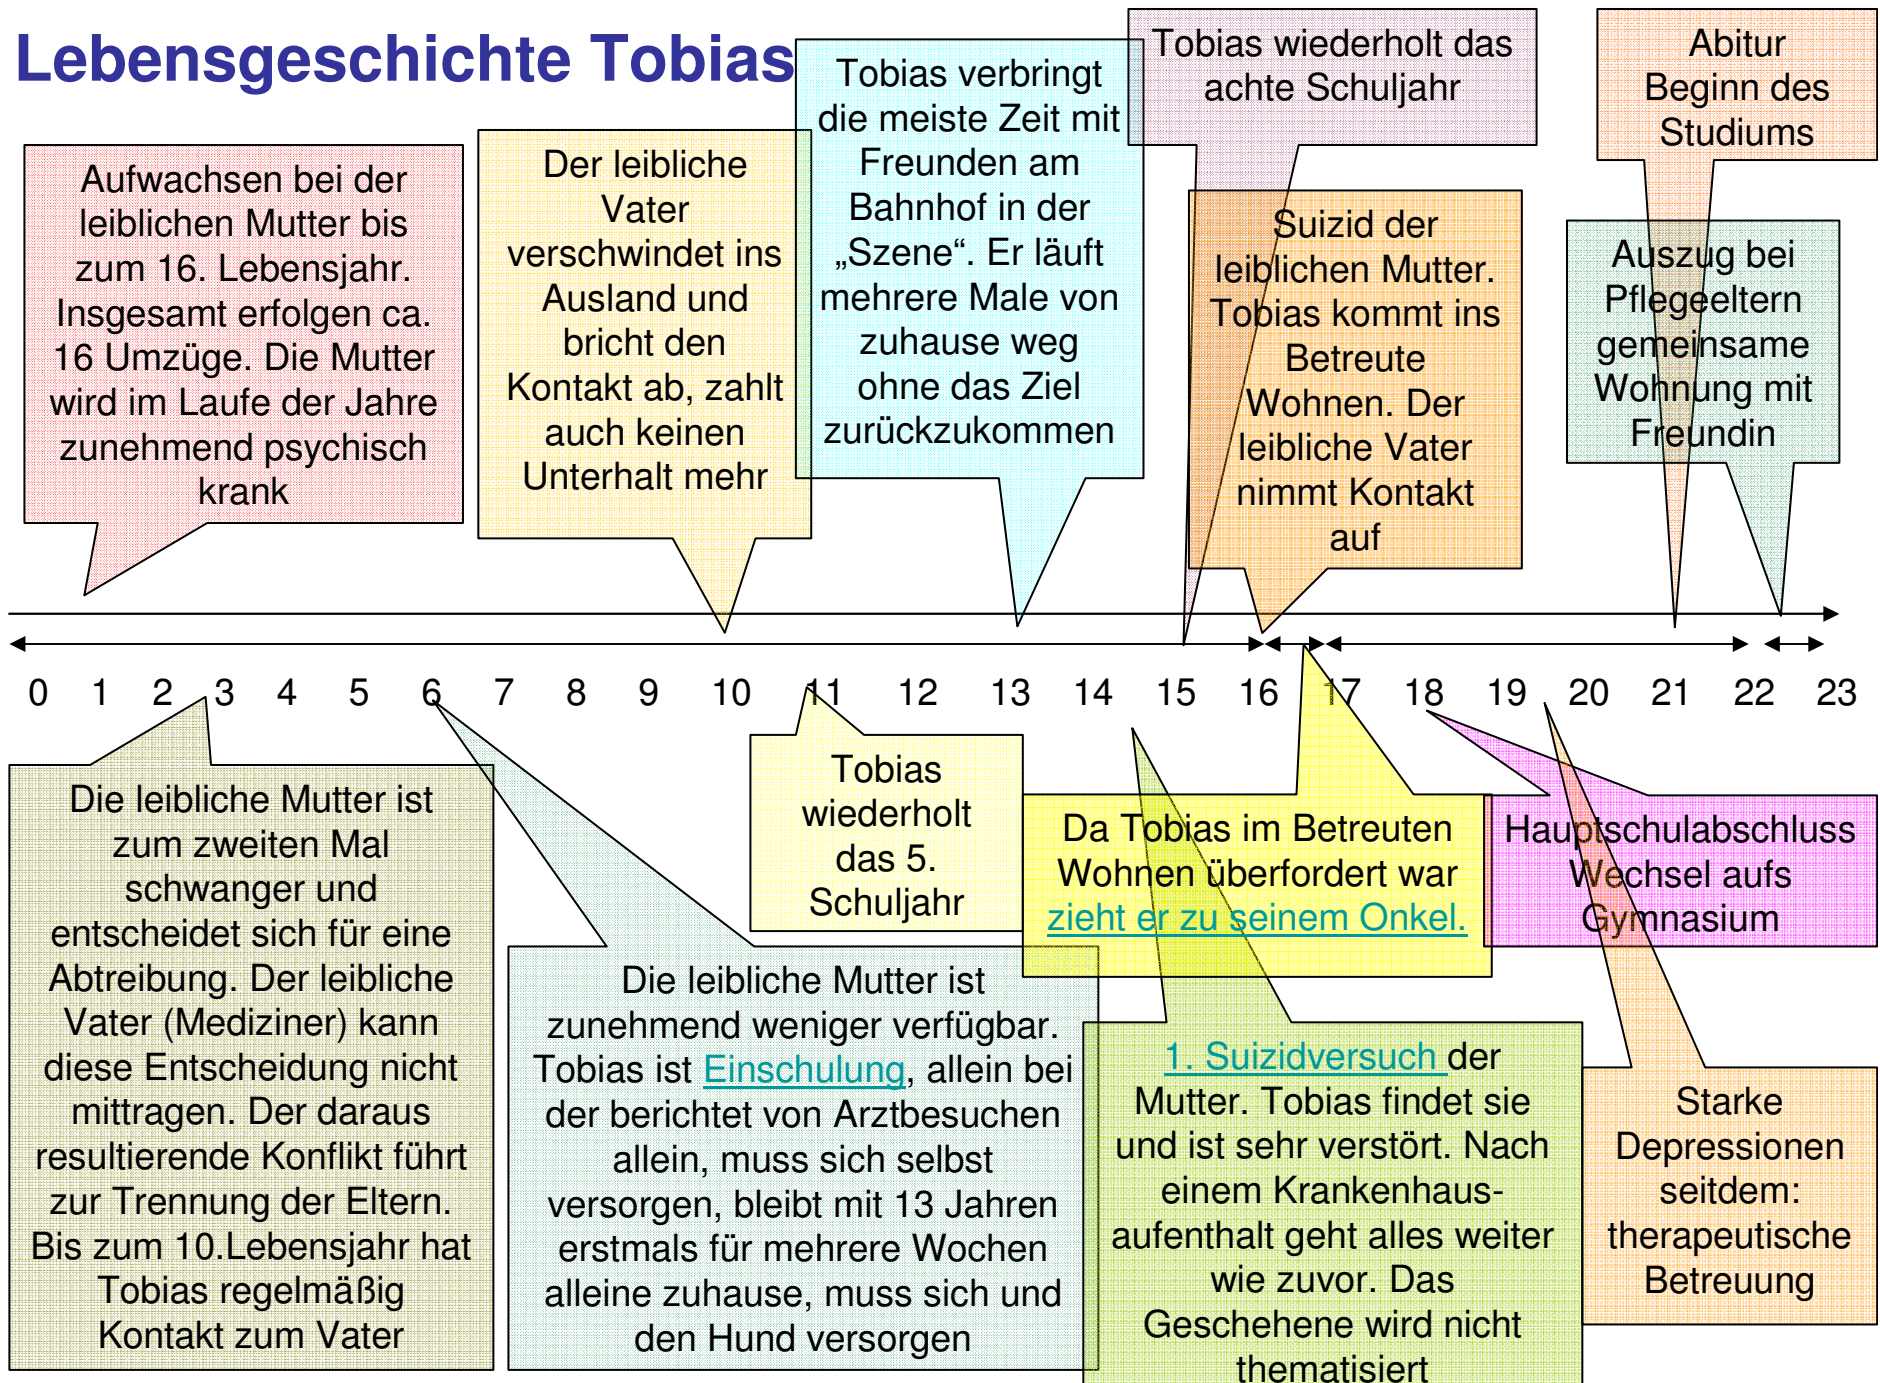 Lebensgeschichte Tobias
Aufwachsen bei der
leiblichen Mutter bis
zum 16. Lebensjahr.
Insgesamt erfolgen ca.
16 Umzüge. Die Mutter
wird im Laufe der Jahre
zunehmend psychisch
krank
Der leibliche
Vater
verschwindet ins
Ausland und
bricht den
Kontakt ab, zahlt
auch keinen
Unterhalt mehr
Tobias verbringt
die meiste Zeit mit
Freunden am
Bahnhof in der
„Szene“. Er läuft
mehrere Male von
zuhause weg
ohne das Ziel
zurückzukommen
Tobias wiederholt das
achte Schuljahr
Suizid der
leiblichen Mutter.
Tobias kommt ins
Betreute
Wohnen. Der
leibliche Vater
nimmt Kontakt
auf
Abitur
Beginn des
Studiums
Auszug bei
Pflegeeltern
gemeinsame
Wohnung mit
Freundin
0 1 2 3 4 5 6 7 8 9 10 11 12 13 14 15 16 17 18 19 20 21 22 23
Die leibliche Mutter ist
zum zweiten Mal
schwanger und
entscheidet sich für eine
Abtreibung. Der leibliche
Vater (Mediziner) kann
diese Entscheidung nicht
mittragen. Der daraus
resultierende Konflikt führt
zur Trennung der Eltern.
Bis zum 10.Lebensjahr hat
Tobias regelmäßig
Kontakt zum Vater
Die leibliche Mutter ist
zunehmend weniger verfügbar.
Tobias ist Einschulung, allein bei
der berichtet von Arztbesuchen
allein, muss sich selbst
versorgen, bleibt mit 13 Jahren
erstmals für mehrere Wochen
alleine zuhause, muss sich und
den Hund versorgen
Tobias
wiederholt
das 5.
Schuljahr
Da Tobias im Betreuten
Wohnen überfordert war
zieht er zu seinem Onkel.
1. Suizidversuch der
Mutter. Tobias findet sie
und ist sehr verstört. Nach
einem Krankenhaus-
aufenthalt geht alles weiter
wie zuvor. Das
Geschehene wird nicht
thematisiert
Hauptschulabschluss
Wechsel aufs
Gymnasium
Starke
Depressionen
seitdem:
therapeutische
Betreuung